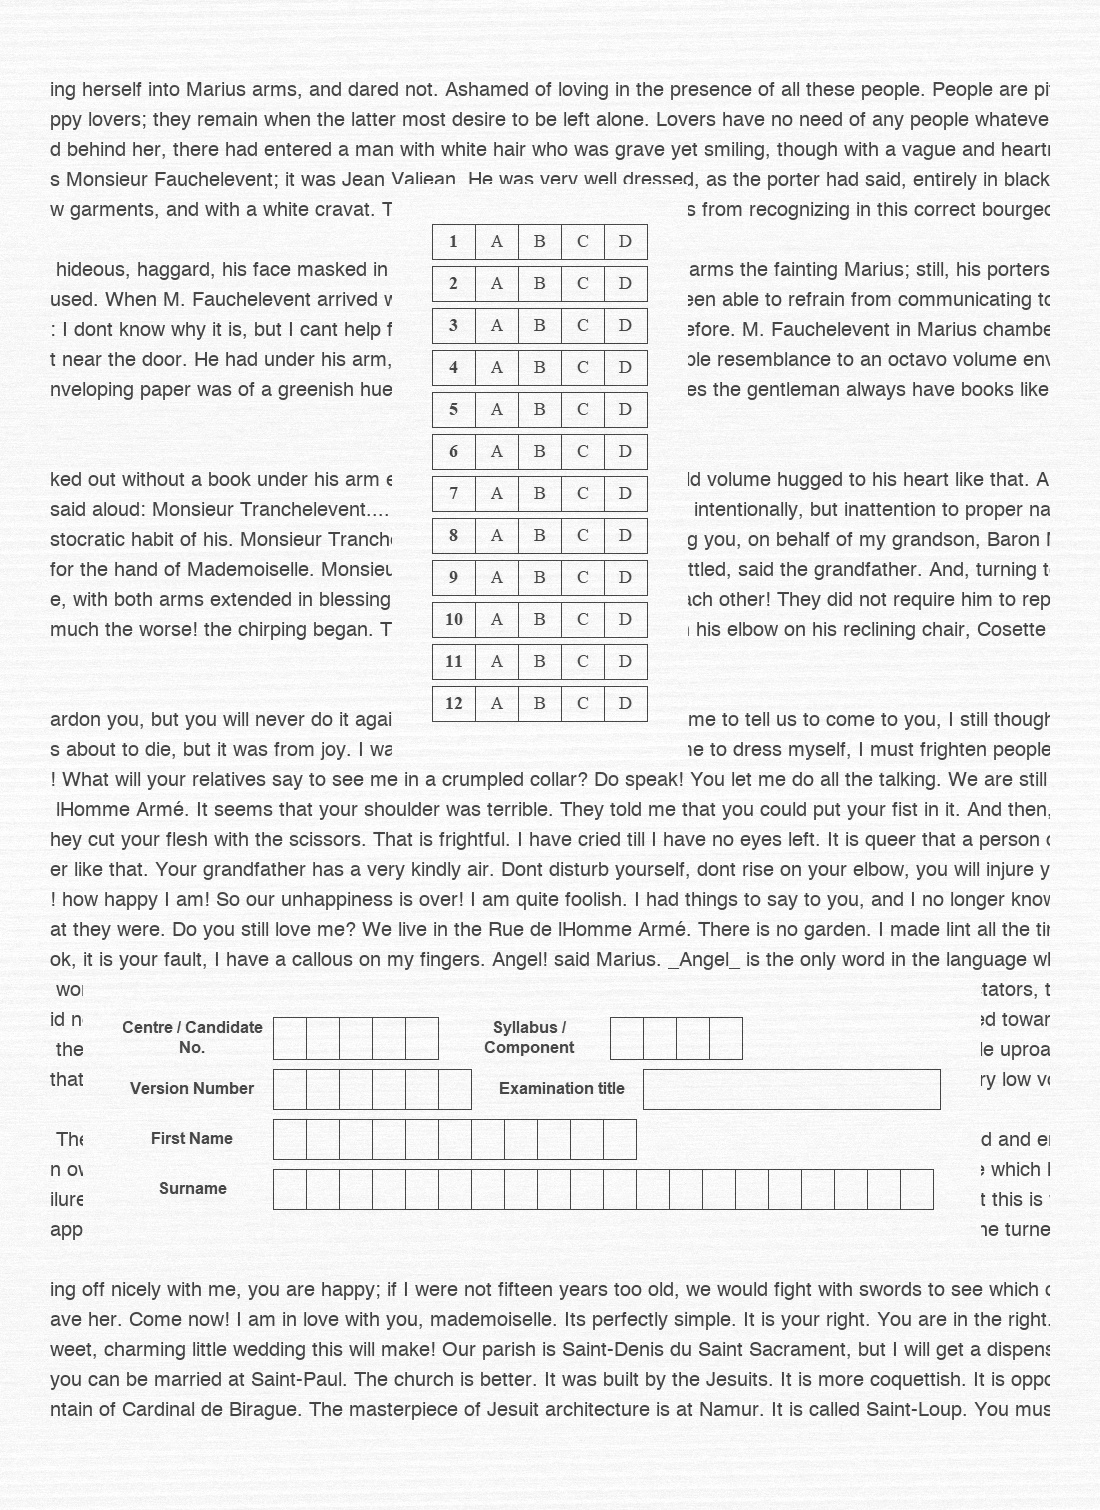 ing herself into Marius arms, and dared not. Ashamed of loving in the presence of all these people. People are
ppy lovers; they remain when the latter most desire to be left alone. Lovers have no need of any people whateve
d behind her, there had entered a man with white hair who was grave yet smiling, though with a vague and
s Monsieur Fauchelevent; it was Jean Valjean. He was very well dressed, as the porter had said, entirely in black
w garments, and with a white cravat. T
s from recognizing in this correct
hideous, haggard, his face masked in
arms the fainting Marius; still, his porters
used. When M. Fauchelevent arrived
able to refrain from communicating
: I dont know why it is, but I cant help
efore. M. Fauchelevent in Marius chambe
t near the door. He had under his arm,
resemblance to an octavo volume
nveloping paper was of a greenish hue
es the gentleman always have books like
1 A B C D
2 A B C D
3 A B C D
4 A B C D
5 A B C D
6 A B C D
7 A B C D
8 A B C D
9 A B C D
10 A B C D
11 A B C D
12 A B C D
ked out without a book under his arm
volume hugged to his heart like that. A
said aloud: Monsieur Tranchelevent....
intentionally, but inattention to proper na
stocratic habit of his. Monsieur
g you, on behalf of my grandson, Baron
for the hand of Mademoiselle.
ttled, said the grandfather. And, turning
e, with both arms extended in blessing
ach other! They did not require him to rep
much the worse! the chirping began. T
his elbow on his reclining chair, Cosette
ardon you, but you will never do it agai
me to tell us to come to you, I still
s about to die, but it was from joy. I wa
to dress myself, I must frighten people
! What will your relatives say to see me in a crumpled collar? Do speak! You let me do all the talking. We are still
lHomme Armé. It seems that your shoulder was terrible. They told me that you could put your fist in it. And then,
hey cut your flesh with the scissors. That is frightful. I have cried till I have no eyes left. It is queer that a person
er like that. Your grandfather has a very kindly air. Dont disturb yourself, dont rise on your elbow, you will injure y
! how happy I am! So our unhappiness is over! I am quite foolish. I had things to say to you, and I no longer know
at they were. Do you still love me? We live in the Rue de lHomme Armé. There is no garden. I made lint all the
ok, it is your fault, I have a callous on my fingers. Angel! said Marius. _Angel_ is the only word in the language
tators,
id
ed towar
the
uproa
that
ry low
The
d and
n
which
ilure
t this is
app
turne
Centre / Candidate No.
Syllabus / Component
Version Number
Examination title
First Name
Surname
ing off nicely with me, you are happy; if I were not fifteen years too old, we would fight with swords to see which
ave her. Come now! I am in love with you, mademoiselle. Its perfectly simple. It is your right. You are in the right.
weet, charming little wedding this will make! Our parish is Saint-Denis du Saint Sacrament, but I will get a dispens
you can be married at Saint-Paul. The church is better. It was built by the Jesuits. It is more coquettish. It is
ntain of Cardinal de Birague. The masterpiece of Jesuit architecture is at Namur. It is called Saint-Loup. You mus